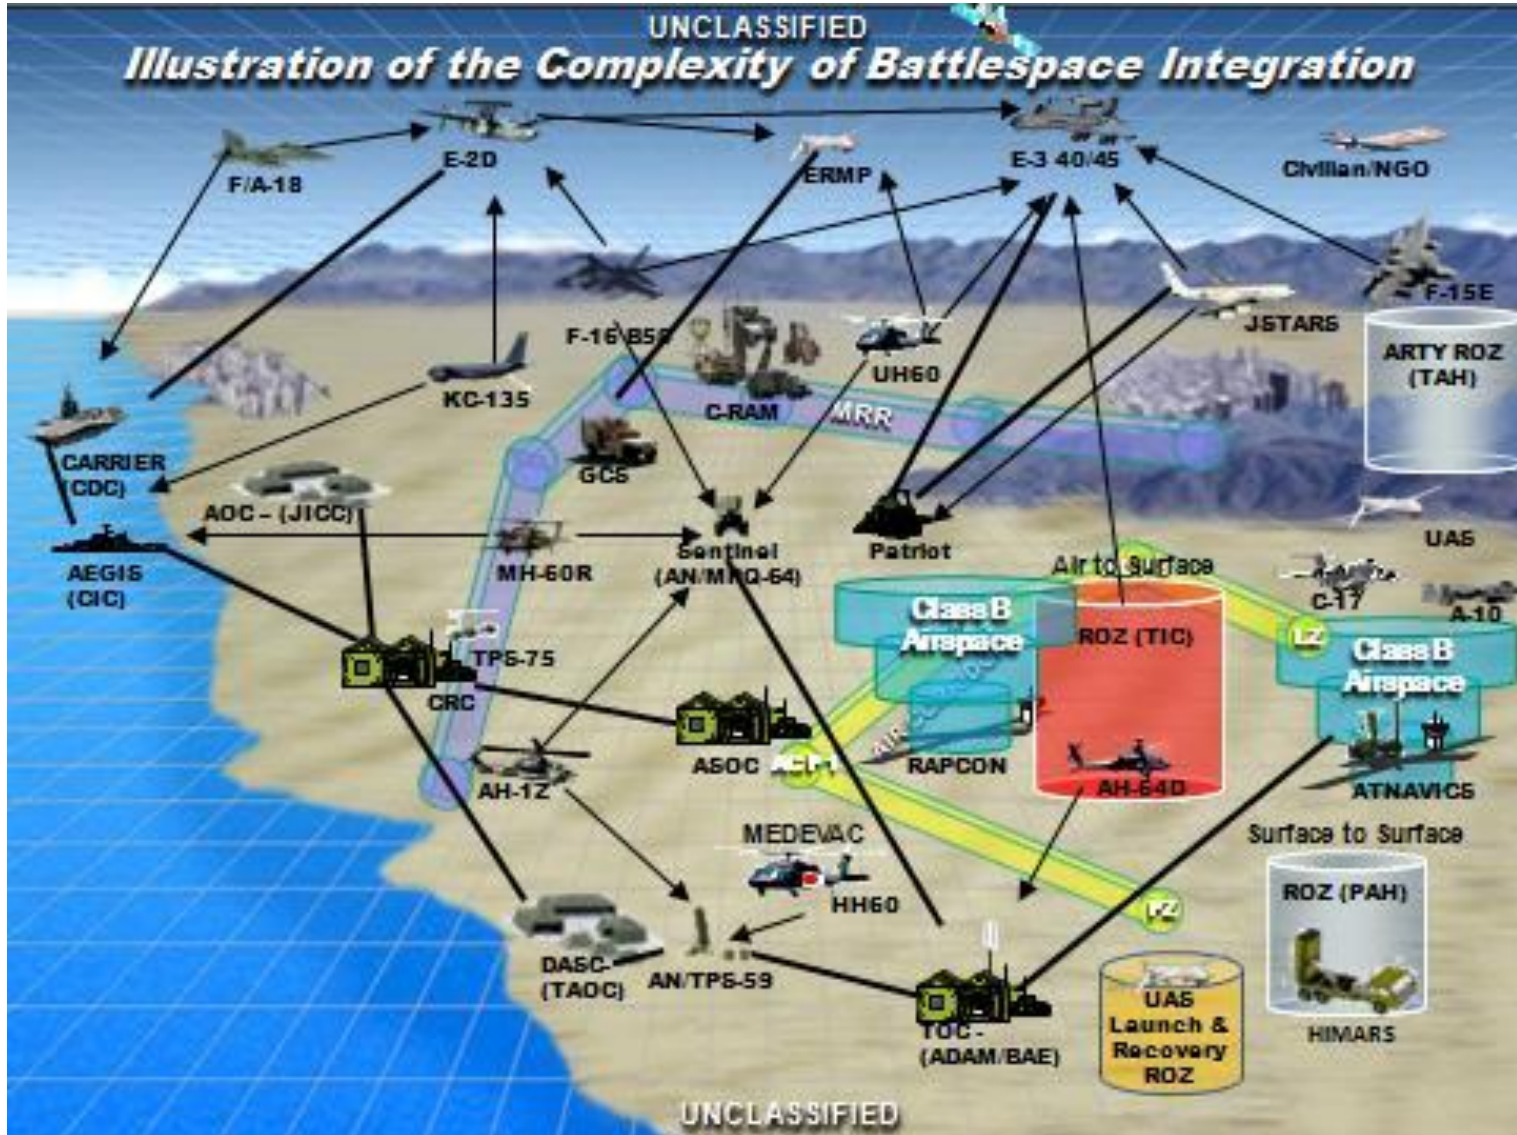 UNCLASSIFIED
Illustration of the Complexity of Battlespace Integration
F/A-18
E-2D
ERMP
E-3 40/45
Civilian/NGO
F-15E
JSTARS
F-16 B50
UH60
ARTY ROZ
(TAH)
KC-135
C-RAM
MRR
CARRIER
(CDC)
AOC – (JICC)
GCS
UAS
AEGIS
(CIC)
MH-60R
Sentinel
(AN/MPQ-64)
Patriot
Air to Surface
C-17
A-10
Class B
Airspace
ROZ (TIC)
LZ
Class B
Airspace
TPS-75
CRC
AH-1Z
ASOC
ACP1
AIR
RAPCON
AH-64D
ATNAVICS
MEDEVAC
HH60
Surface to Surface
ROZ (PAH)
PZ
DASC-
(TAOC)
AN/TPS-59
TOC -
(ADAM/BAE)
UAS
Launch &
Recovery
ROZ
HIMARS
UNCLASSIFIED